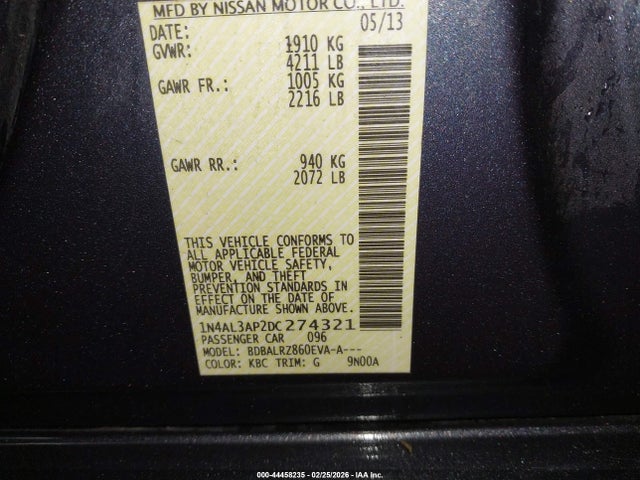 MFD BY NISSAN MOTOR CO., LTD.
DATE: 05/13
GVWR: 1910 KG
4211 LB
GAWR FR.: 1005 KG
2216 LB
GAWR RR.: 940 KG
2072 LB
THIS VEHICLE CONFORMS TO
ALL APPLICABLE FEDERAL
MOTOR VEHICLE SAFETY,
BUMPER, AND THEFT
PREVENTION STANDARDS IN
EFFECT ON THE DATE OF
MANUFACTURE SHOWN ABOVE.
1N4AL3AP2DC274321
PASSENGER CAR 096
MODEL: BDBALRZ860EVA-A---
COLOR: KBC TRIM: G 9N00A
000-44458235 - 02/25/2026 - IAA Inc.